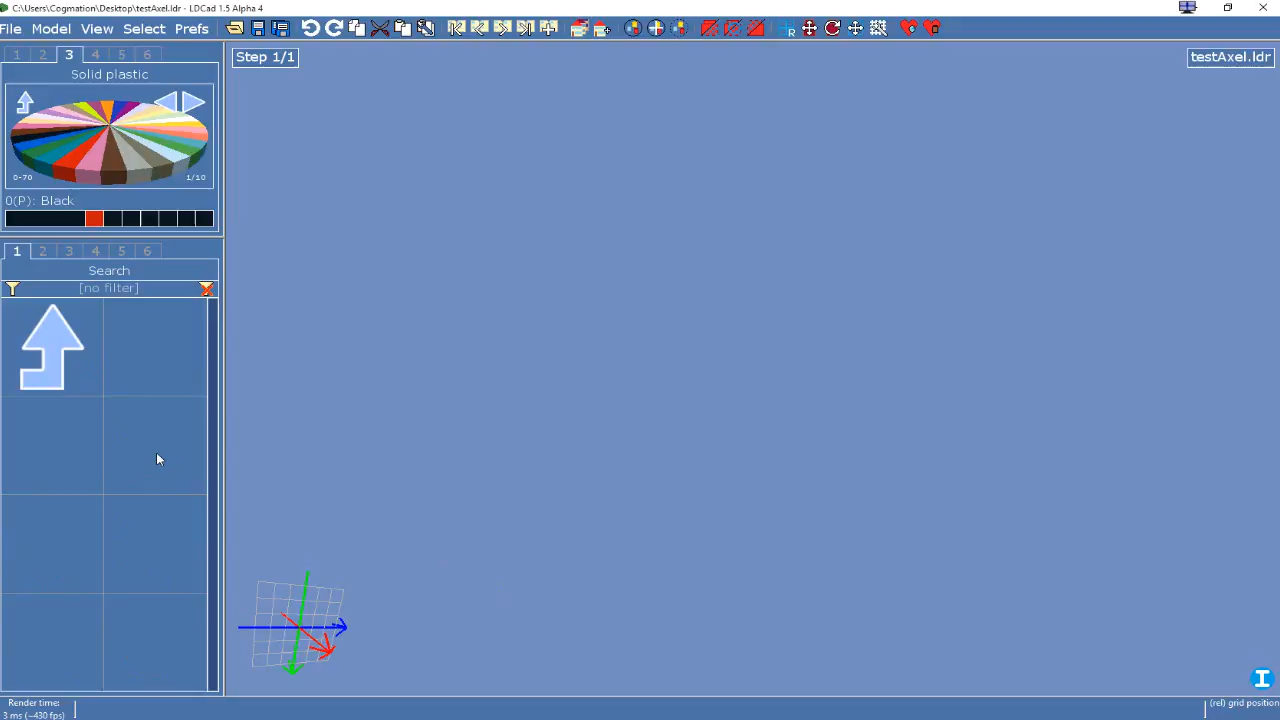 C:\Users\Cogmation\Desktop\testAxel.ldr - LDCad 1.5 Alpha 4
File Model View Select Prefs
1 2 3 4 5 6
Solid plastic
0-70 1/10
0(P): Black
1 2 3 4 5 6
Search
[no filter]
Step 1/1
testAxel.ldr
R
I
Render time:
3 ms (~430 fps)
(rel) grid position